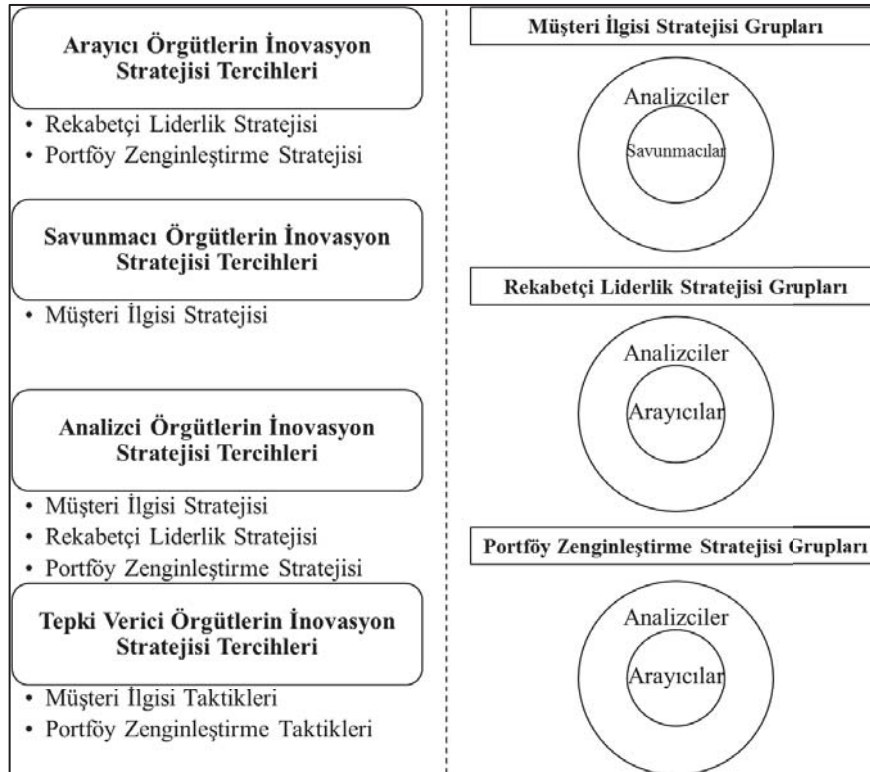 Arayıcı Örgütlerin İnovasyon
Stratejisi Tercihleri
• Rekabetçi Liderlik Stratejisi
• Portföy Zenginleştirme Stratejisi
Savunmacı Örgütlerin İnovasyon
Stratejisi Tercihleri
• Müşteri İlgisi Stratejisi
Analizci Örgütlerin İnovasyon
Stratejisi Tercihleri
• Müşteri İlgisi Stratejisi
• Rekabetçi Liderlik Stratejisi
• Portföy Zenginleştirme Stratejisi
Tepki Verici Örgütlerin İnovasyon
Stratejisi Tercihleri
• Müşteri İlgisi Taktikleri
• Portföy Zenginleştirme Taktikleri
Müşteri İlgisi Stratejisi Grupları
Analizciler
Savunmacılar
Rekabetçi Liderlik Stratejisi Grupları
Analizciler
Arayıcılar
Portföy Zenginleştirme Stratejisi Grupları
Analizciler
Arayıcılar